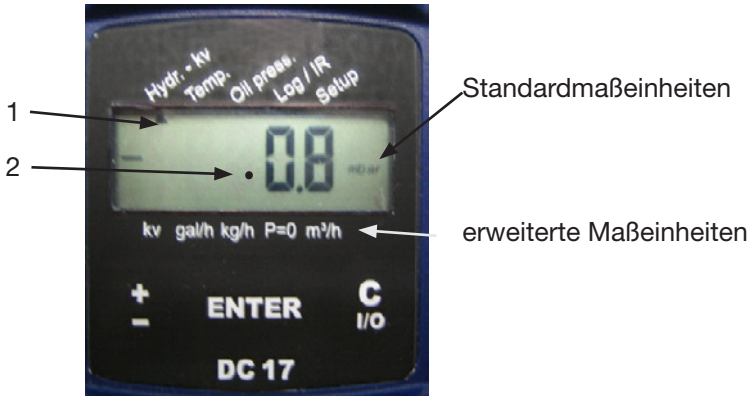 Hydr. - kv Temp. Oil press. Log / IR Setup
Standardmaßeinheiten
1
- 0.8 mbar
2
kv gal/h kg/h P=0 m³/h
erweiterte Maßeinheiten
+ - ENTER C I/O
DC 17